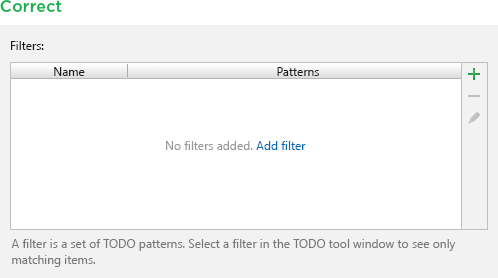 Correct
Filters:
Name Patterns
No filters added. Add filter
A filter is a set of TODO patterns. Select a filter in the TODO tool window to see only
matching items.